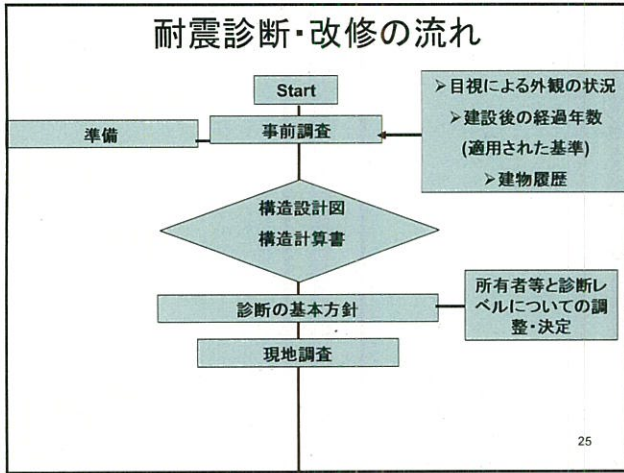 耐震診断・改修の流れ
Start
準備
事前調査
➢目視による外観の状況
➢建設後の経過年数
(適用された基準)
➢建物履歴
構造設計図
構造計算書
診断の基本方針
所有者等と診断レ
ベルについての調
整・決定
現地調査
25